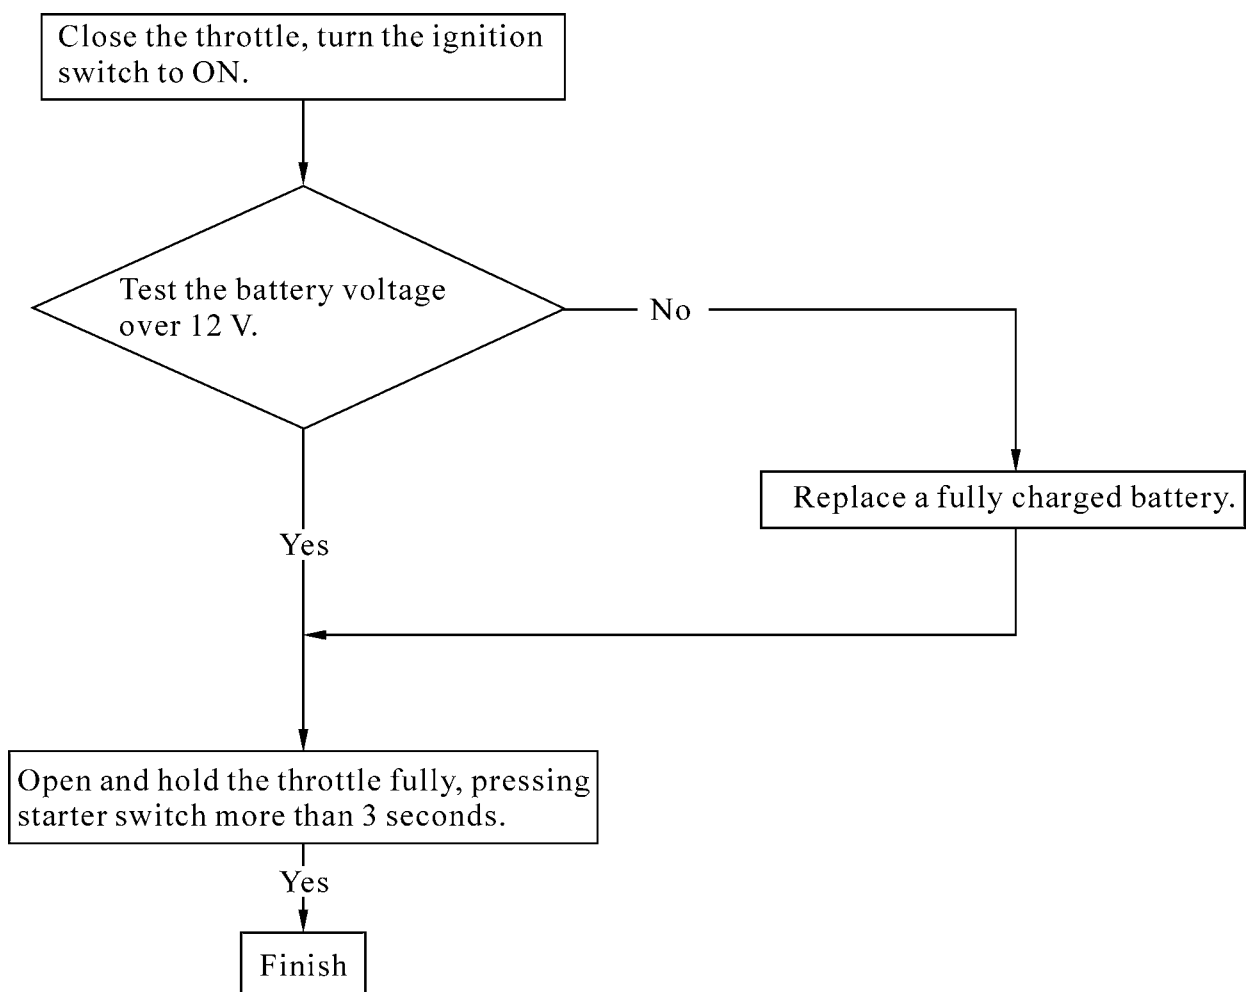 Close the throttle, turn the ignition
switch to ON.
Test the battery voltage
over 12 V.
No
Replace a fully charged battery.
Yes
Open and hold the throttle fully, pressing
starter switch more than 3 seconds.
Yes
Finish